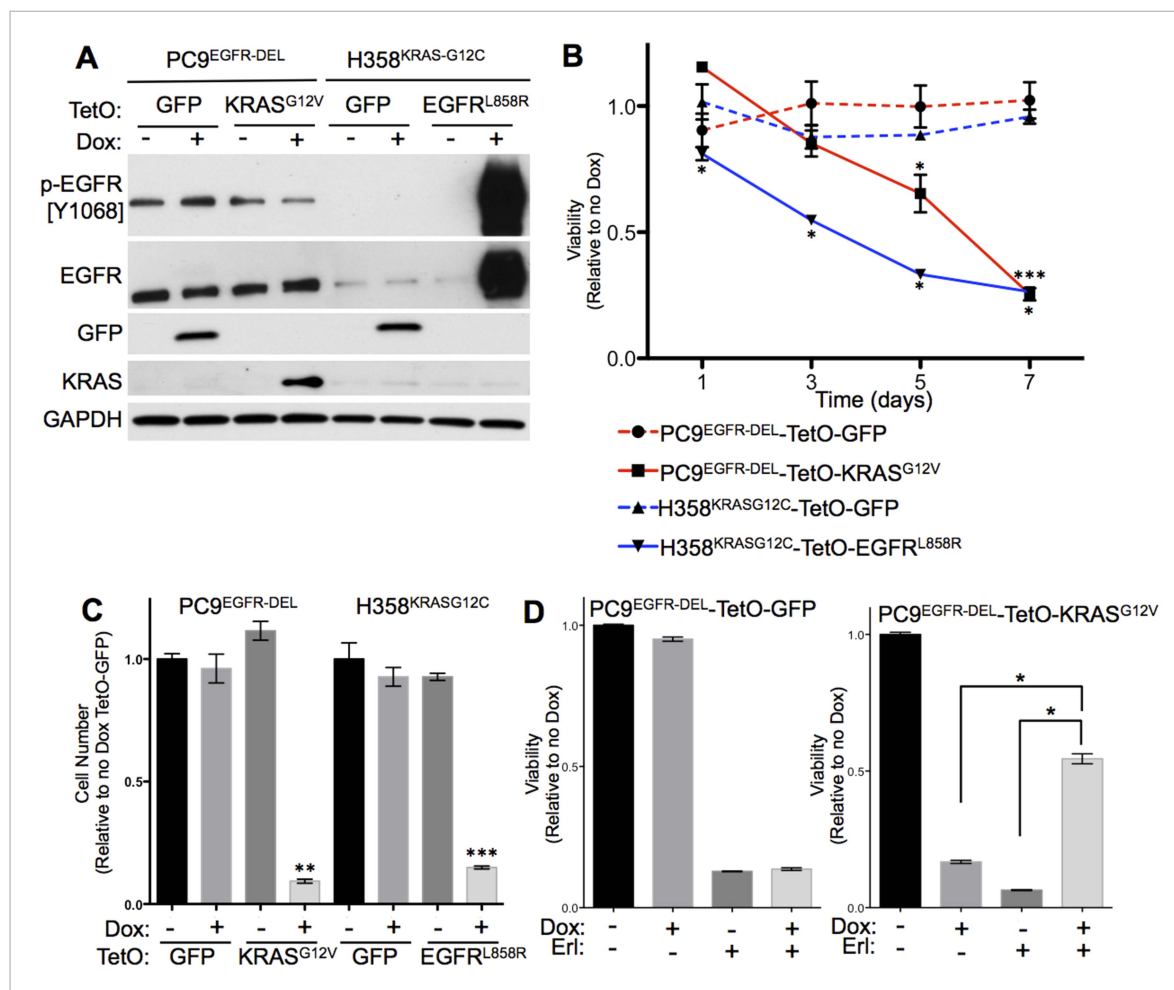 A
PC9EGFR-DEL H358KRAS-G12C
TetO: GFP KRASG12V GFP EGFRL858R
Dox: - + - + - + - +
p-EGFR
[Y1068]
EGFR
GFP
KRAS
GAPDH
B
Viability
(Relative to no Dox)
1.0
0.5
0.0
*
*
*
*
***
*
1 3 5 7
Time (days)
PC9EGFR-DEL-TetO-GFP
PC9EGFR-DEL-TetO-KRASG12V
H358KRASG12C-TetO-GFP
H358KRASG12C-TetO-EGFRL858R
C
PC9EGFR-DEL H358KRASG12C
Cell Number
(Relative to no Dox TetO-GFP)
1.0
0.5
0.0
** ***
Dox: - + - + - + - +
TetO: GFP KRASG12V GFP EGFRL858R
D
PC9EGFR-DEL-TetO-GFP
Viability
(Relative to no Dox)
1.0
0.5
0.0
Dox: - + - +
Erl: - - + +
PC9EGFR-DEL-TetO-KRASG12V
Viability
(Relative to no Dox)
1.0
0.5
0.0
*
*
Dox: - + - +
Erl: - - + +